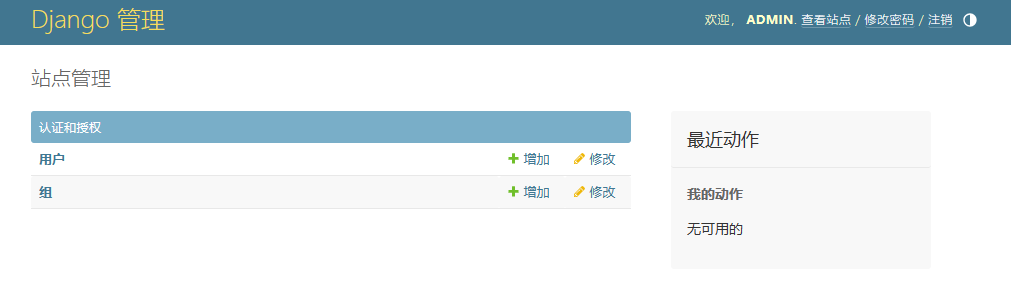 Django 管理
欢迎， ADMIN. 查看站点 / 修改密码 / 注销
站点管理
认证和授权
用户 增加 修改
组 增加 修改
最近动作
我的动作
无可用的